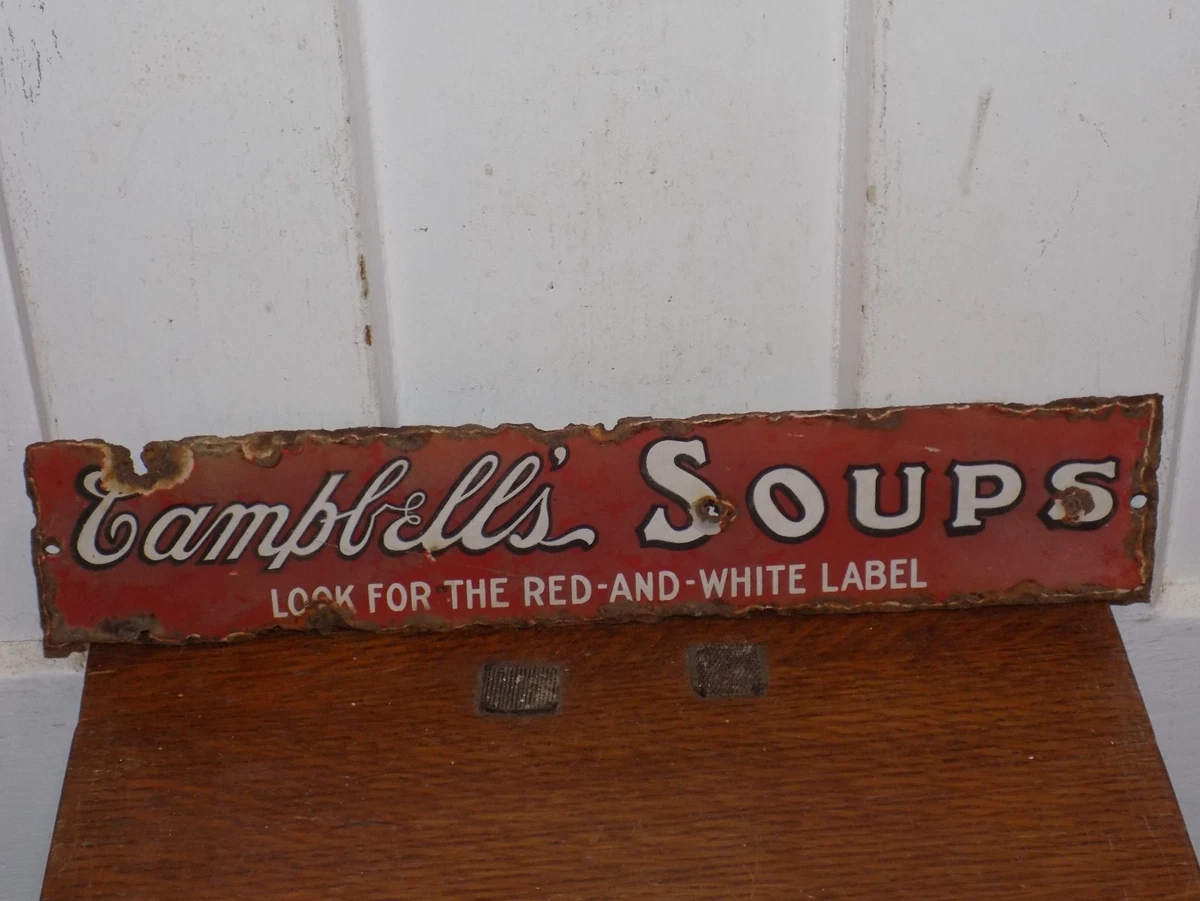 Campbell's SOUPS
LOOK FOR THE RED-AND-WHITE LABEL